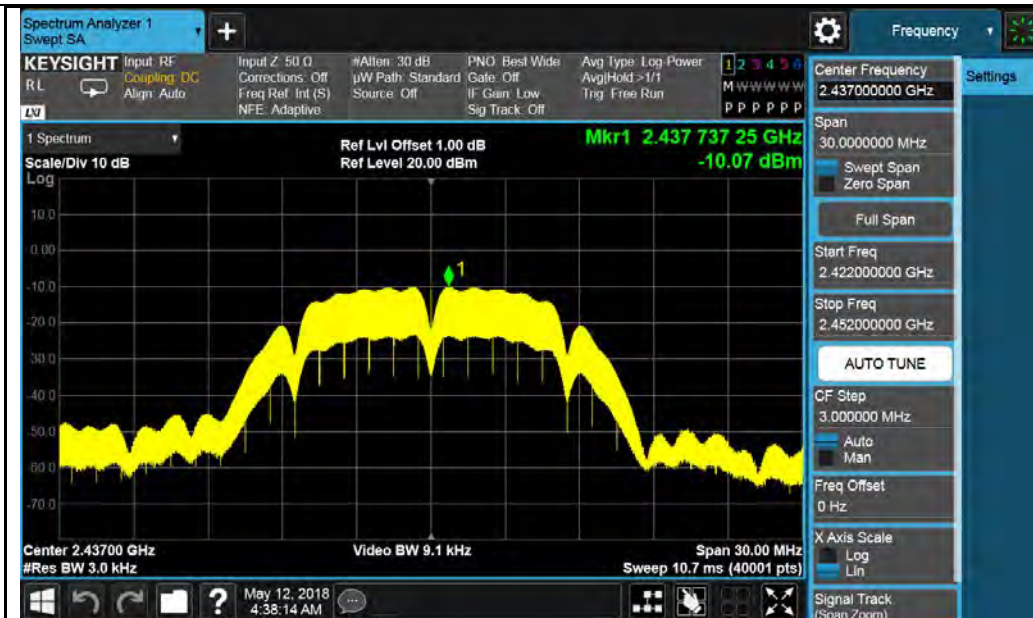 Spectrum Analyzer 1
Swept SA
+
Frequency
KEYSIGHT
RL
LXI
Input: RF
Coupling: DC
Align: Auto
Input Z: 50 Ω
Corrections: Off
Freq Ref: Int (S)
NFE: Adaptive
#Atten: 30 dB
µW Path: Standard
Source: Off
PNO: Best Wide
Gate: Off
IF Gain: Low
Sig Track: Off
Avg Type: Log-Power
Avg|Hold:>1/1
Trig: Free Run
1 2 3 4 5 6
M W W W W W
P P P P P P
Center Frequency
2.437000000 GHz
Settings
Span
30.0000000 MHz
Swept Span
Zero Span
Full Span
Start Freq
2.422000000 GHz
Stop Freq
2.452000000 GHz
AUTO TUNE
CF Step
3.000000 MHz
Auto
Man
Freq Offset
0 Hz
X Axis Scale
Log
Lin
Signal Track
(Span Zoom)
1 Spectrum
Scale/Div 10 dB
Log
Ref Lvl Offset 1.00 dB
Ref Level 20.00 dBm
Mkr1 2.437 737 25 GHz
-10.07 dBm
10.0
0.00
-10.0
-20.0
-30.0
-40.0
-50.0
-60.0
-70.0
1
Center 2.43700 GHz
#Res BW 3.0 kHz
Video BW 9.1 kHz
Span 30.00 MHz
Sweep 10.7 ms (40001 pts)
?
May 12, 2018
4:38:14 AM